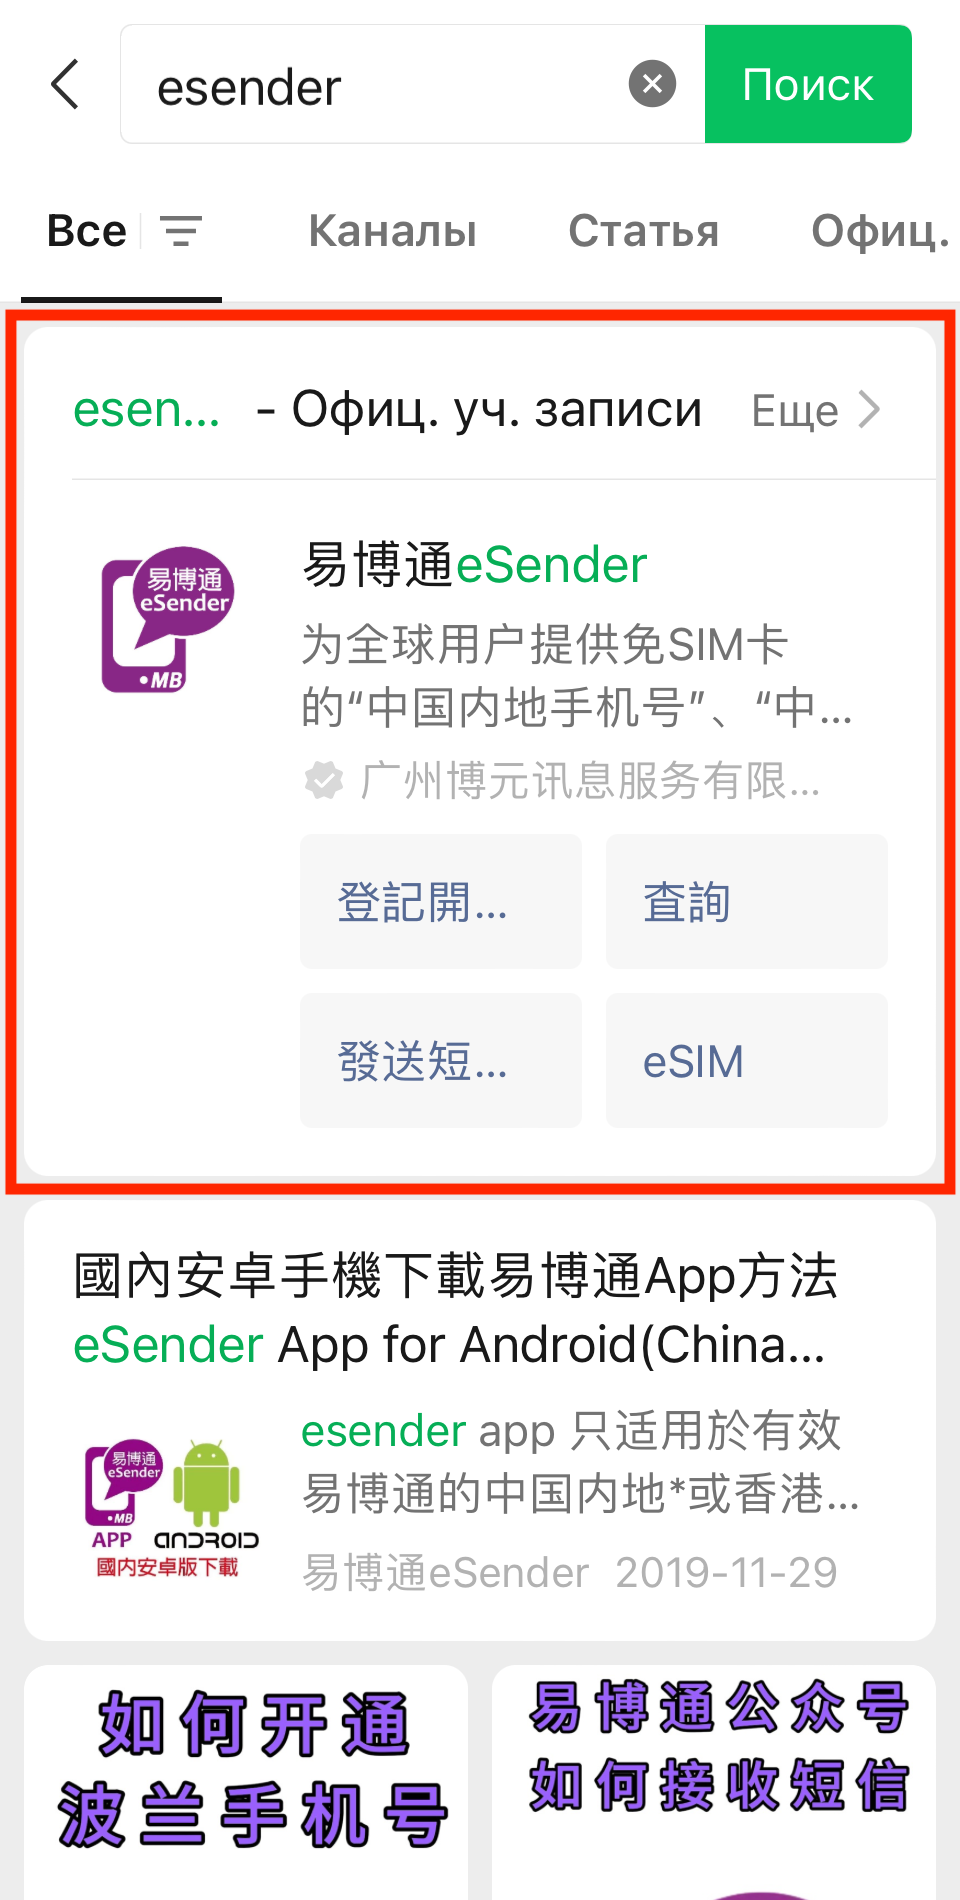 esender
Поиск
Все
Каналы
Статья
Офиц.
esen... - Офиц. уч. записи
Еще
易博通
eSender
•MB
易博通eSender
为全球用户提供免SIM卡
的“中国内地手机号”、“中...
广州博元讯息服务有限...
登記開...
查詢
發送短...
eSIM
國內安卓手機下載易博通App方法
eSender App for Android(China...
易博通
eSender
•MB
APP ANDROID
國内安卓版下載
esender app 只适用於有效
易博通的中国内地*或香港...
易博通eSender 2019-11-29
如何开通
波兰手机号
易博通公众号
如何接收短信